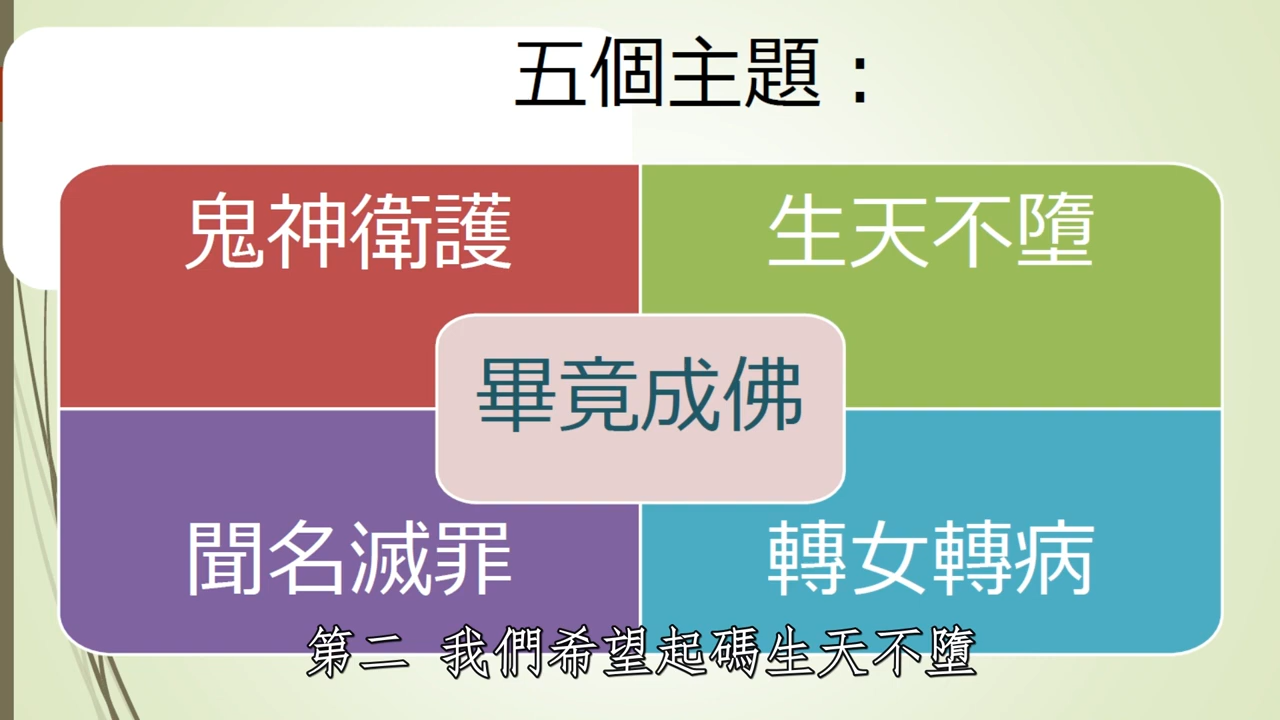 五個主題：
鬼神衛護
生天不墮
畢竟成佛
聞名滅罪
轉女轉病
第二 我們希望起碼生天不墮